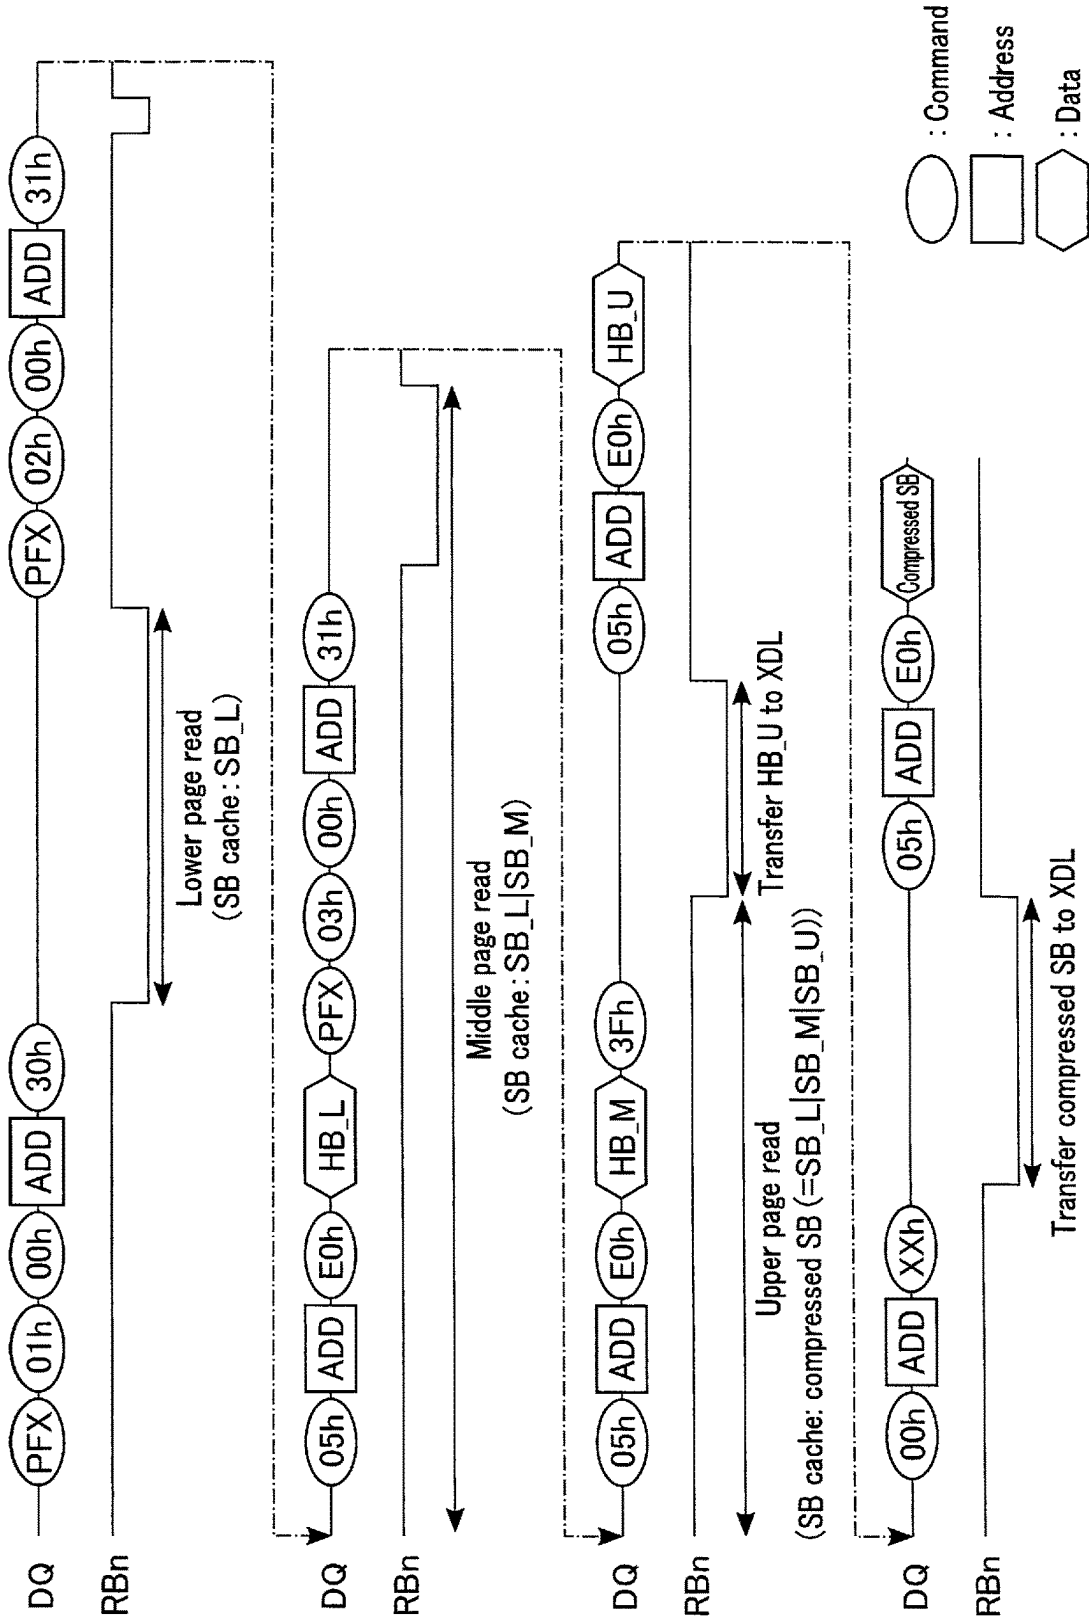 DQ PFX 01h 00h ADD 30h PFX 02h 00h ADD 31h
RBn
Lower page read
(SB cache: SB_L)
DQ 05h ADD E0h HB_L PFX 03h 00h ADD 31h
RBn
Middle page read
(SB cache: SB_L|SB_M)
DQ 05h ADD E0h HB_M 3Fh 05h ADD E0h HB_U
RBn
Upper page read
(SB cache: compressed SB (=SB_L|SB_M|SB_U))
Transfer HB_U to XDL
DQ 00h ADD XXh 05h ADD E0h Compressed SB
RBn
Transfer compressed SB to XDL
: Command
: Address
: Data